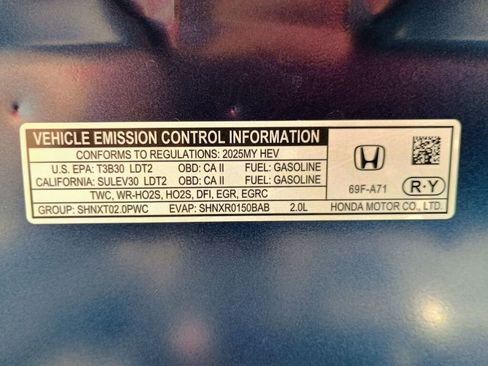 VEHICLE EMISSION CONTROL INFORMATION
CONFORMS TO REGULATIONS: 2025MY HEV
U.S. EPA: T3B30 LDT2 OBD: CA II FUEL: GASOLINE
CALIFORNIA: SULEV30 LDT2 OBD: CA II FUEL: GASOLINE
TWC, WR-HO2S, HO2S, DFI, EGR, EGRC
GROUP: SHNXT02.0PWC EVAP: SHNXR0150BAB 2.0L
69F-A71
R·Y
HONDA MOTOR CO., LTD.